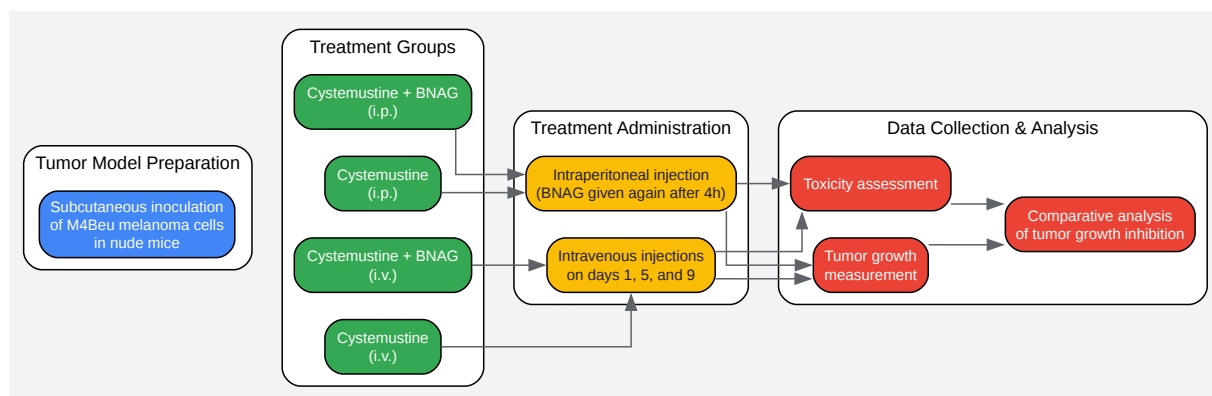 Tumor Model Preparation
Subcutaneous inoculation
of M4Beu melanoma cells
in nude mice
Treatment Groups
Cystemustine + BNAG
(i.p.)
Cystemustine
(i.p.)
Cystemustine + BNAG
(i.v.)
Cystemustine
(i.v.)
Treatment Administration
Intraperitoneal injection
(BNAG given again after 4h)
Intravenous injections
on days 1, 5, and 9
Data Collection & Analysis
Toxicity assessment
Tumor growth
measurement
Comparative analysis
of tumor growth inhibition